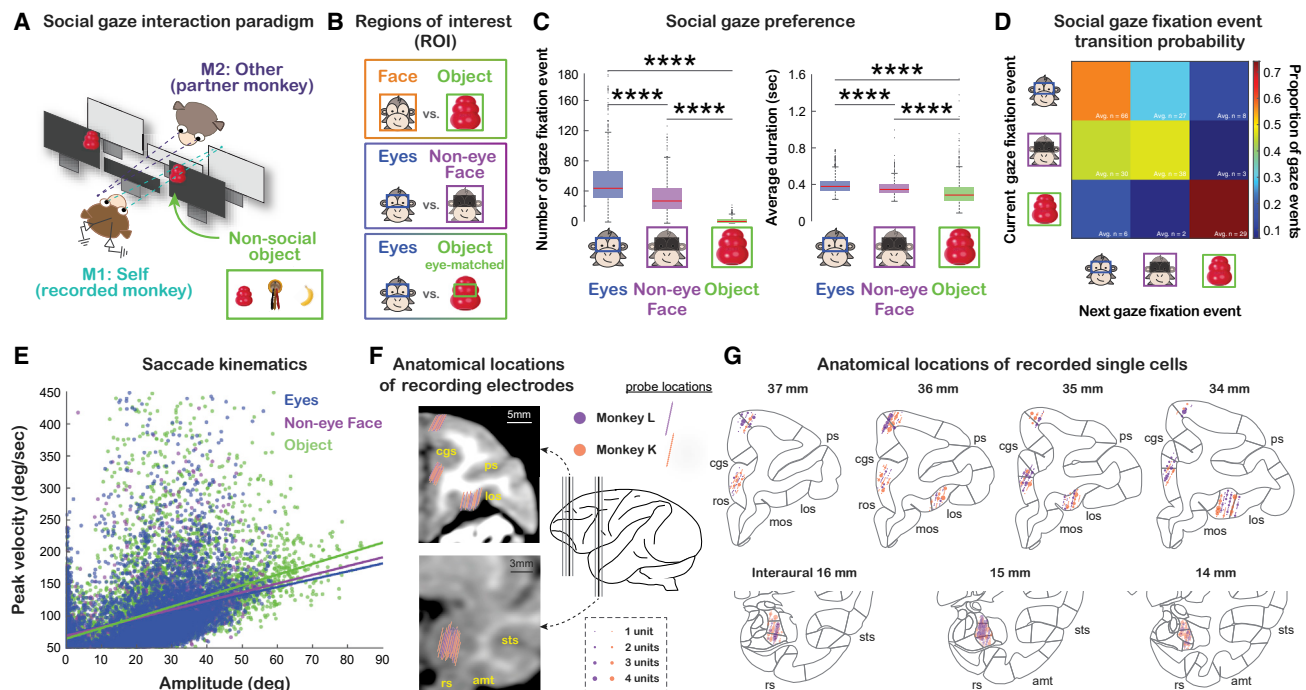 A Social gaze interaction paradigm
M2: Other
(partner monkey)
Non-social
object
M1: Self
(recorded monkey)
B Regions of interest
(ROI)
Face Object
vs.
Eyes Non-eye
Face
vs.
Eyes Object
eye-matched
vs.
C Social gaze preference
Number of gaze fixation event
180
160
120
80
40
0
****
**** ****
Eyes Non-eye Object
Face
Average duration (sec)
1.6
1.2
0.8
0.4
0
****
**** ****
Eyes Non-eye Object
Face
D Social gaze fixation event
transition probability
Current gaze fixation event
Avg. n = 66 Avg. n = 27 Avg. n = 8
Avg. n = 30 Avg. n = 3
Avg. n = 6 Avg. n = 2 Avg. n = 29
Next gaze fixation event
0.7
0.6
0.5
0.4
0.3
0.2
0.1
Proportion of gaze events
E Saccade kinematics
Eyes
Non-eye Face
Object
Peak velocity (deg/sec)
450
400
350
300
250
200
150
100
50
0 10 20 30 40 50 60 70 80 90
Amplitude (deg)
F Anatomical locations
of recording electrodes
5mm
cgs
ps
los
3mm
sts
rs amt
probe locations
Monkey L
Monkey K
1 unit
2 units
3 units
4 units
G Anatomical locations of recorded single cells
37 mm 36 mm 35 mm 34 mm
cgs ros mos los ps
cgs ros mos los ps
cgs mos los ps
cgs mos los ps
Interaural 16 mm 15 mm 14 mm
rs amt sts
rs amt sts
rs amt sts